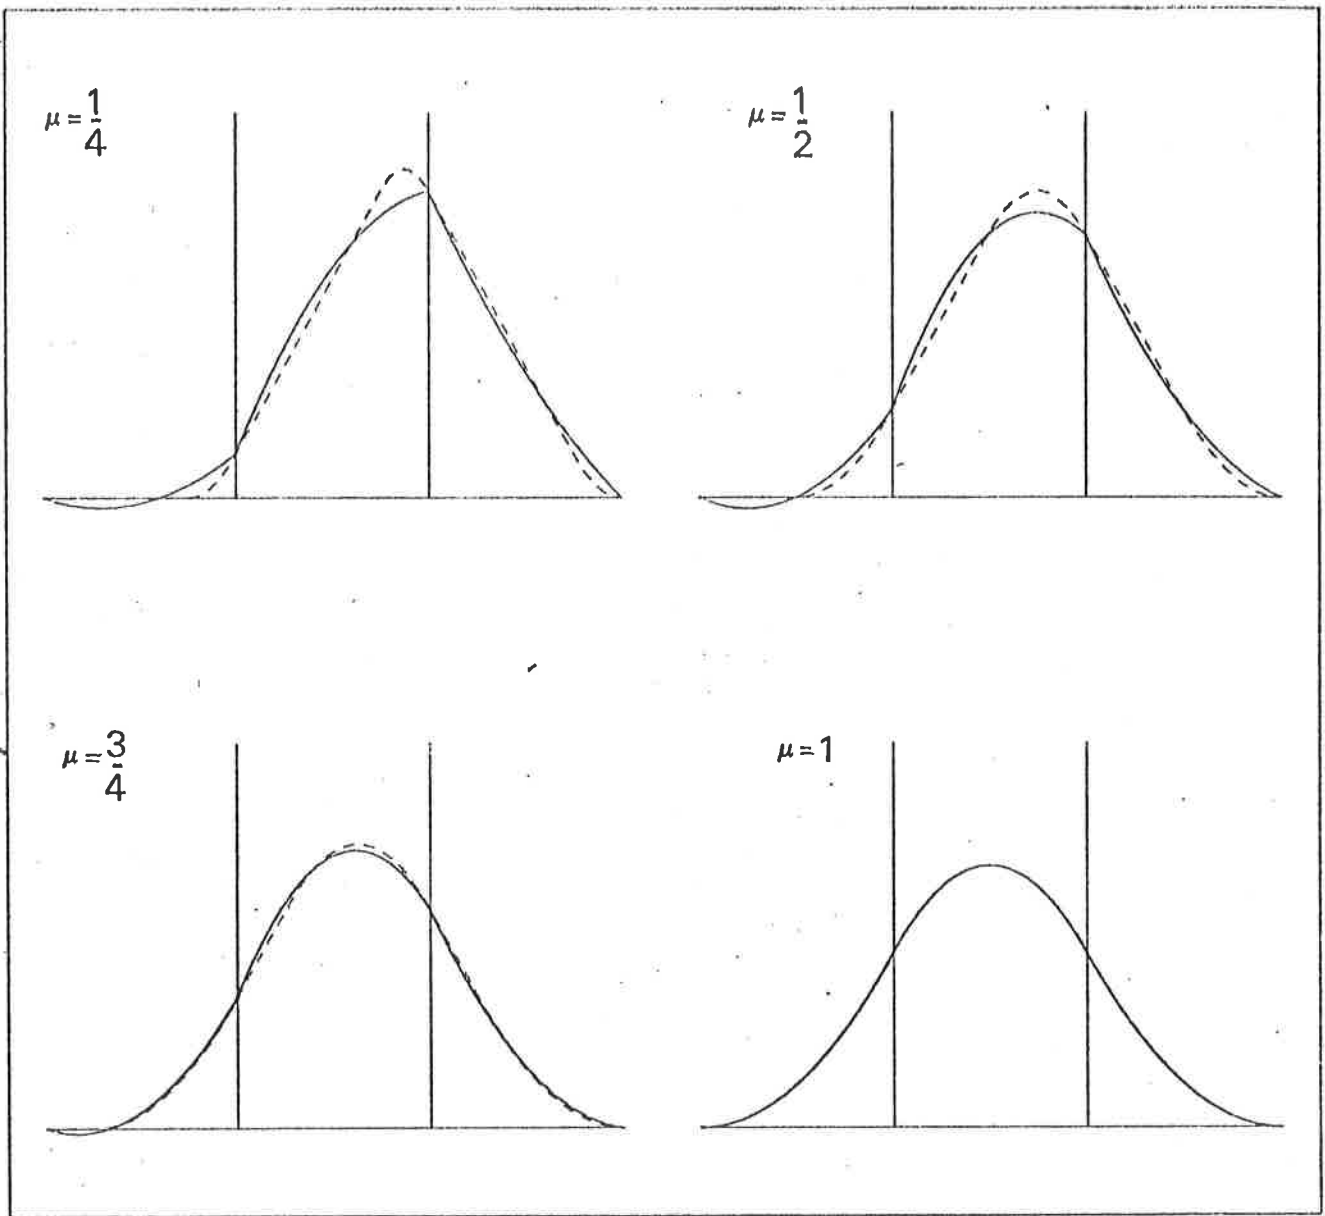 μ = 1/4
μ = 1/2
μ = 3/4
μ = 1